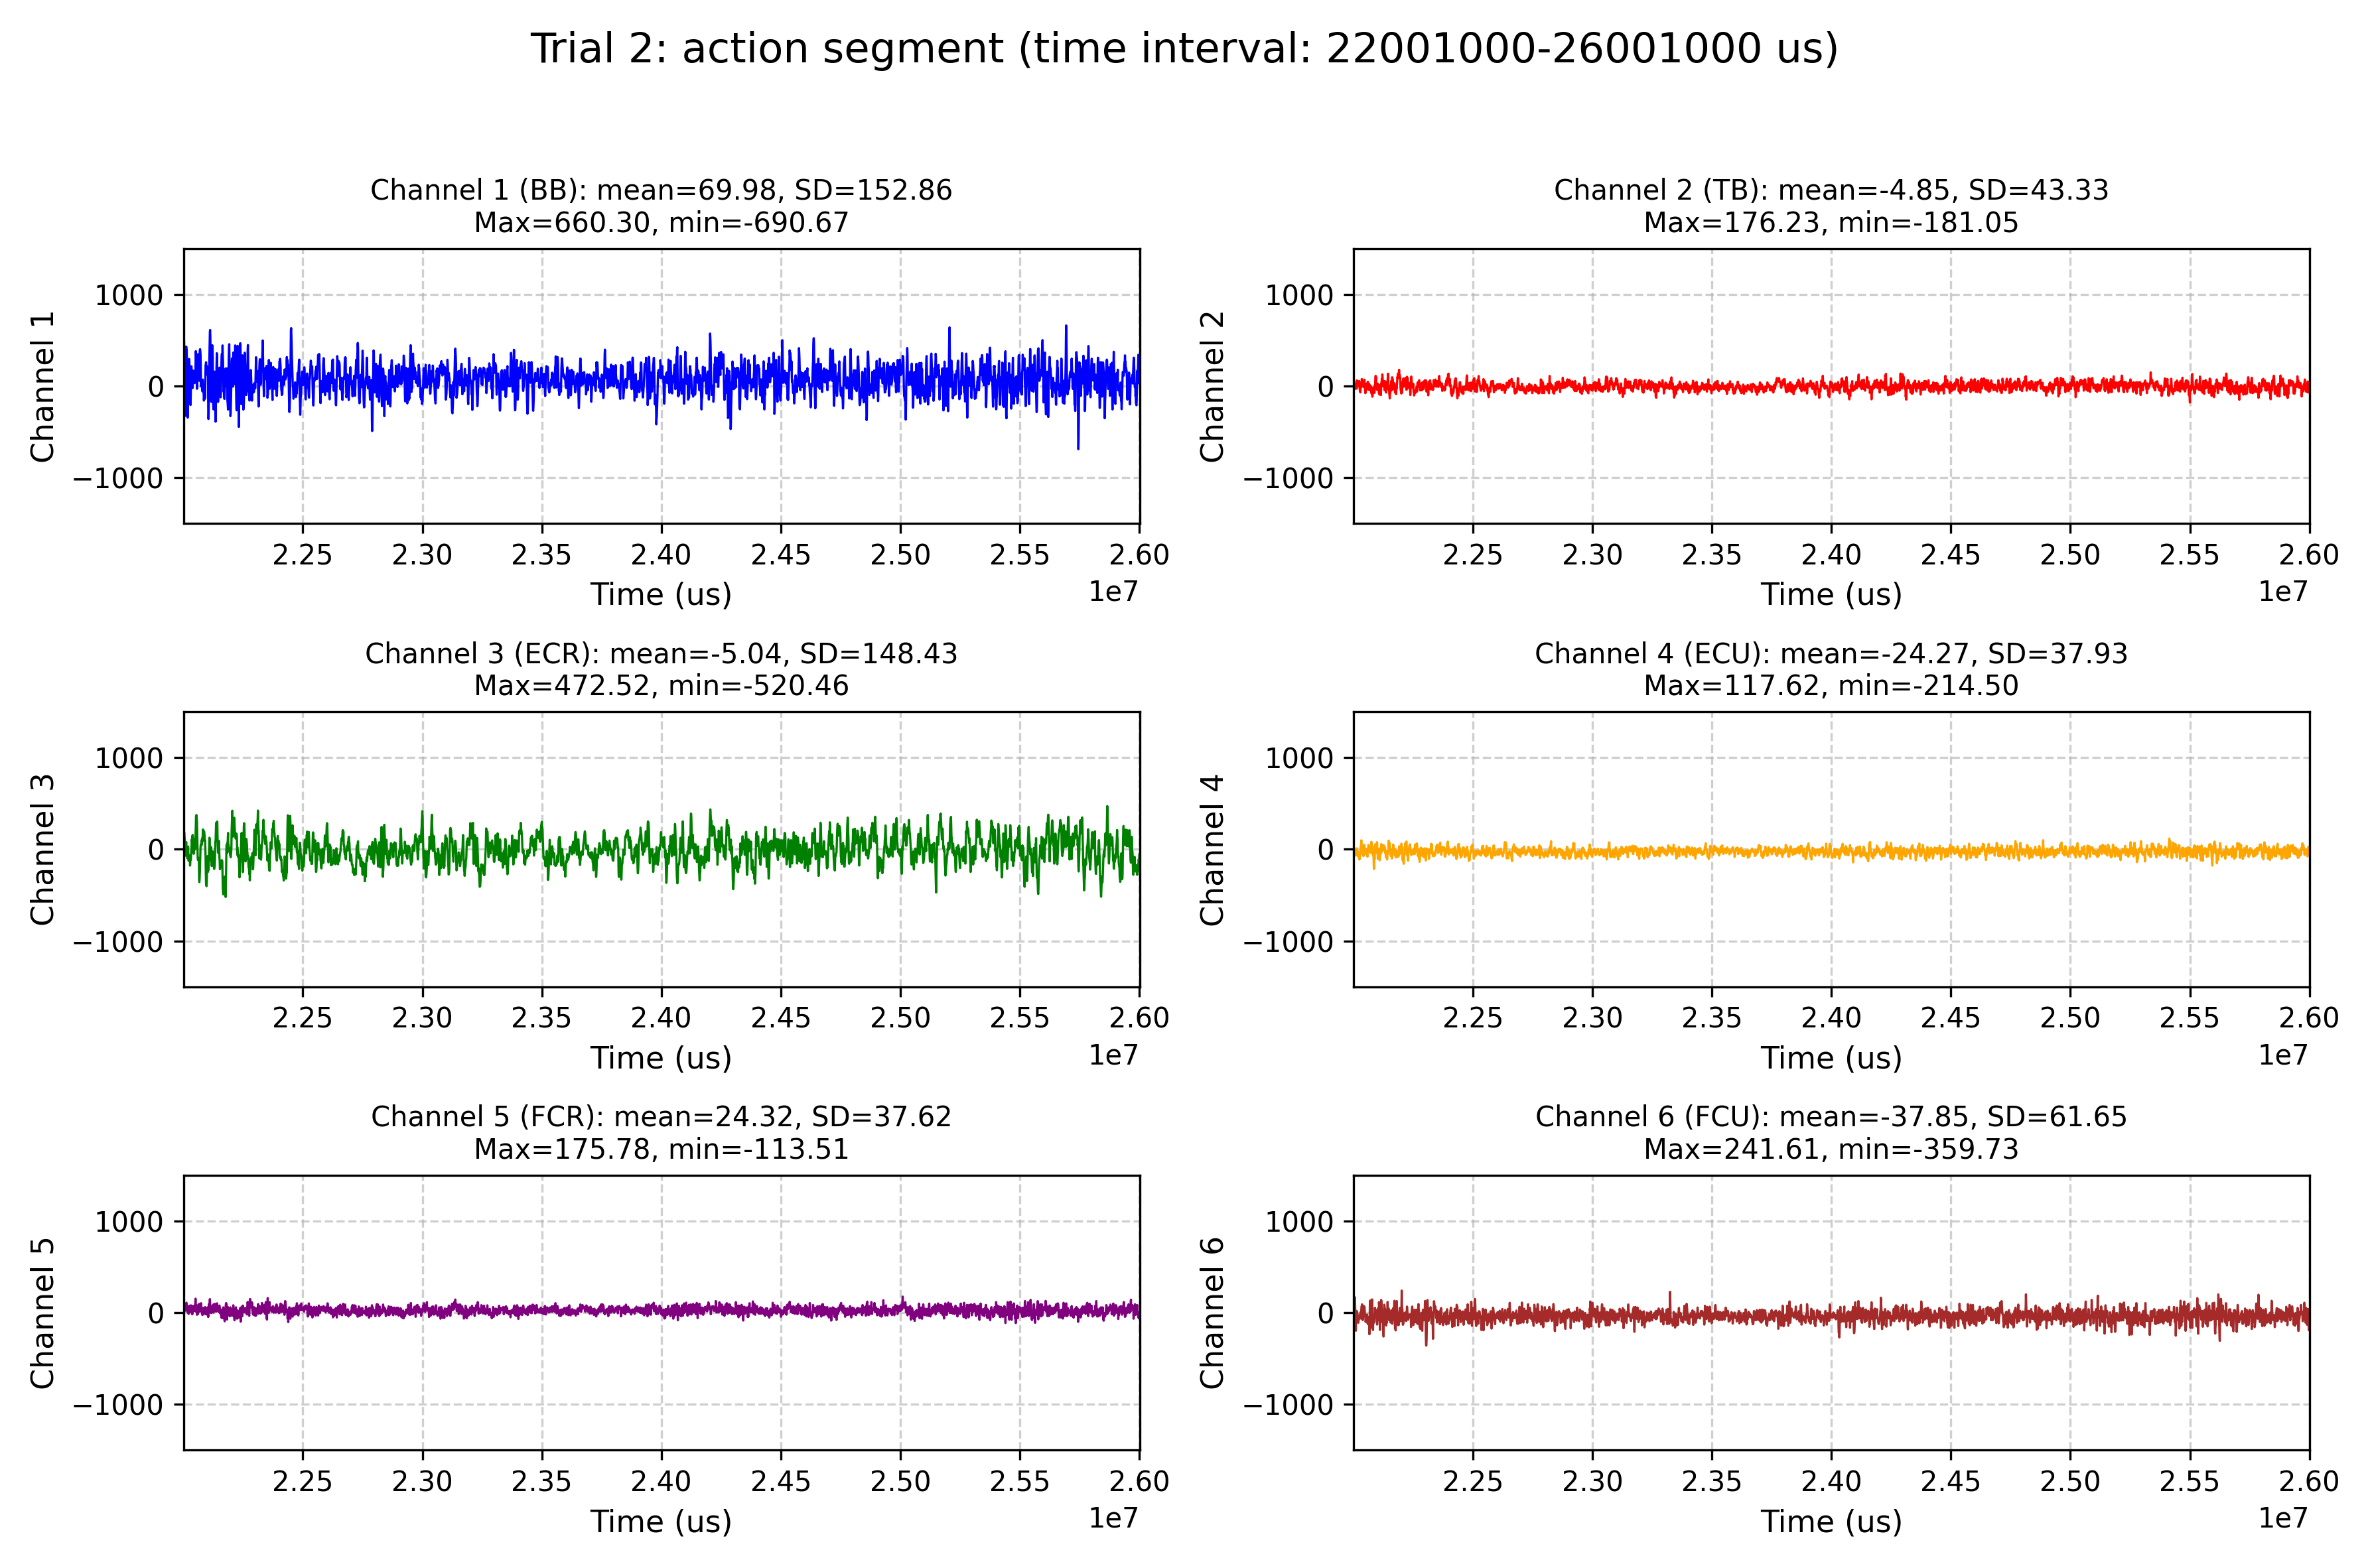 Trial 2: action segment (time interval: 22001000-26001000 us)
Channel 1 (BB): mean=69.98, SD=152.86
Max=660.30, min=-690.67
Channel 1
1000
0
−1000
2.25 2.30 2.35 2.40 2.45 2.50 2.55 2.60
1e7
Time (us)
Channel 2 (TB): mean=-4.85, SD=43.33
Max=176.23, min=-181.05
Channel 2
1000
0
−1000
2.25 2.30 2.35 2.40 2.45 2.50 2.55 2.60
1e7
Time (us)
Channel 3 (ECR): mean=-5.04, SD=148.43
Max=472.52, min=-520.46
Channel 3
1000
0
−1000
2.25 2.30 2.35 2.40 2.45 2.50 2.55 2.60
1e7
Time (us)
Channel 4 (ECU): mean=-24.27, SD=37.93
Max=117.62, min=-214.50
Channel 4
1000
0
−1000
2.25 2.30 2.35 2.40 2.45 2.50 2.55 2.60
1e7
Time (us)
Channel 5 (FCR): mean=24.32, SD=37.62
Max=175.78, min=-113.51
Channel 5
1000
0
−1000
2.25 2.30 2.35 2.40 2.45 2.50 2.55 2.60
1e7
Time (us)
Channel 6 (FCU): mean=-37.85, SD=61.65
Max=241.61, min=-359.73
Channel 6
1000
0
−1000
2.25 2.30 2.35 2.40 2.45 2.50 2.55 2.60
1e7
Time (us)